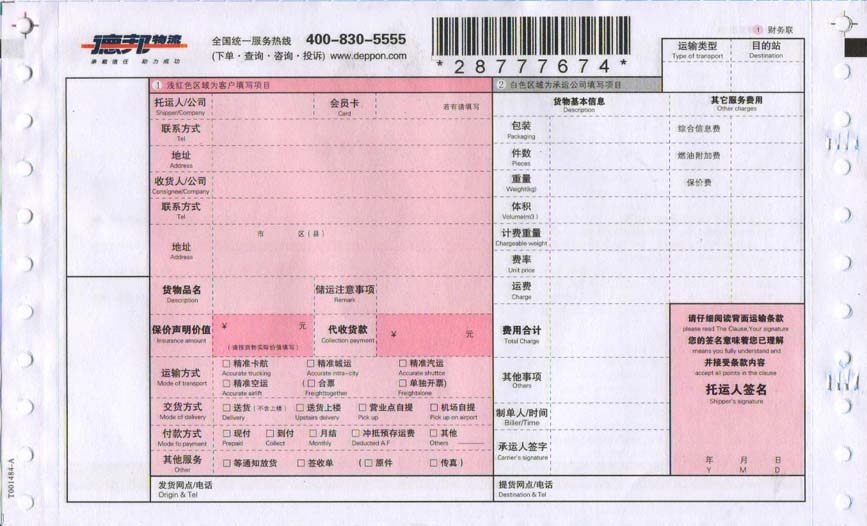 德邦物流
承载信任 助力成功
全国统一服务热线 400-830-5555
(下单·查询·咨询·投诉) www.deppon.com
*28777674*
① 财务联
运输类型 目的站
Type of transport Destination
① 浅红色区域为客户填写项目
② 白色区域为承运公司填写项目
托运人/公司 会员卡 若有请填写
Shipper/Company Card
联系方式
Tel
地址
Address
收货人/公司
Consignee/Company
联系方式
Tel
市 区(县)
地址
Address
货物品名 储运注意事项
Description Remark
保价声明价值 ¥ 元 代收货款 ¥ 元
Insurance amount (请按货物实际价值填写) Collection payment
运输方式
Mode of transport
□ 精准卡航 □ 精准城运 □ 精准汽运
Accurate trucking Accurate intra-city Accurate shuttce
□ 精准空运 (□ 合票 □ 单独开票)
Accurate airlift Freighttogether Freightalone
交货方式 □ 送货(不含上楼) □ 送货上楼 □ 营业点自提 □ 机场自提
Mode of delivery Delivery Upstairs delivery Pick up Pick up on airport
付款方式 □ 现付 □ 到付 □ 月结 □ 冲抵预存运费 □ 其他
Mode fo payment Prepaid Collect Monthly Deducted A.F Others
其他服务 □ 等通知放货 □ 签收单 (□ 原件 □ 传真)
Other
发货网点/电话
Origin & Tel
货物基本信息 其它服务费用
Description Other charges
包装 综合信息费
Packaging
件数 燃油附加费
Pieces
重量 保价费
Weight(kg)
体积
Volume(m3)
计费重量
Chargeable weight
费率
Unit price
运费
Charge
费用合计
Total Charge
其他事项
Others
制单人/时间
Biller/Time
承运人签字
Carrier's signature
请仔细阅读背面运输条款
please read The Clause,Your signature
您的签名意味着您已理解
means you fully understand and
并接受条款内容
accept all points in the clause
托运人签名
Shipper's signature
年 月 日
Y M D
提货网点/电话
Destination & Tel
T001484-A